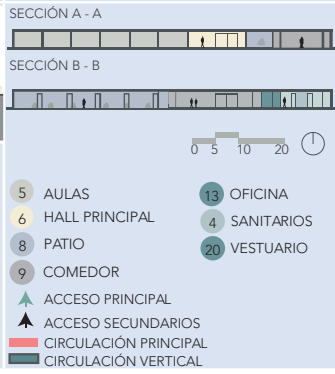 SECCIÓN A - A
SECCIÓN B - B
0 5 10 20
5 AULAS
6 HALL PRINCIPAL
8 PATIO
9 COMEDOR
ACCESO PRINCIPAL
ACCESO SECUNDARIOS
CIRCULACIÓN PRINCIPAL
CIRCULACIÓN VERTICAL
13 OFICINA
4 SANITARIOS
20 VESTUARIO